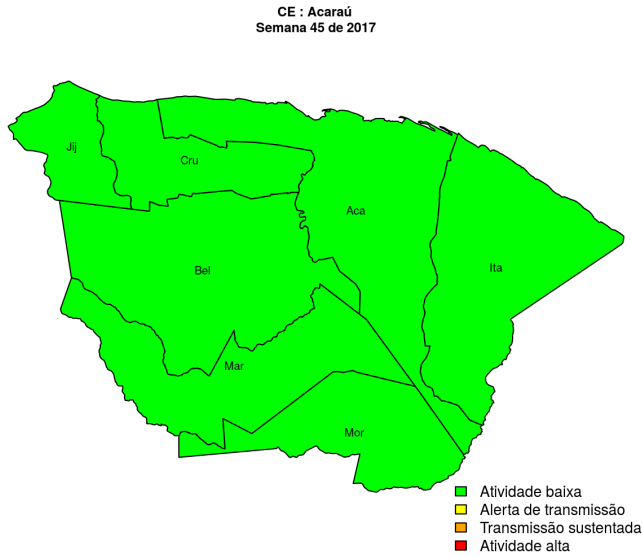 CE : Acaraú
Semana 45 de 2017
Jij
Cru
Aca
Bel
Ita
Mar
Mor
Atividade baixa
Alerta de transmissão
Transmissão sustentada
Atividade alta